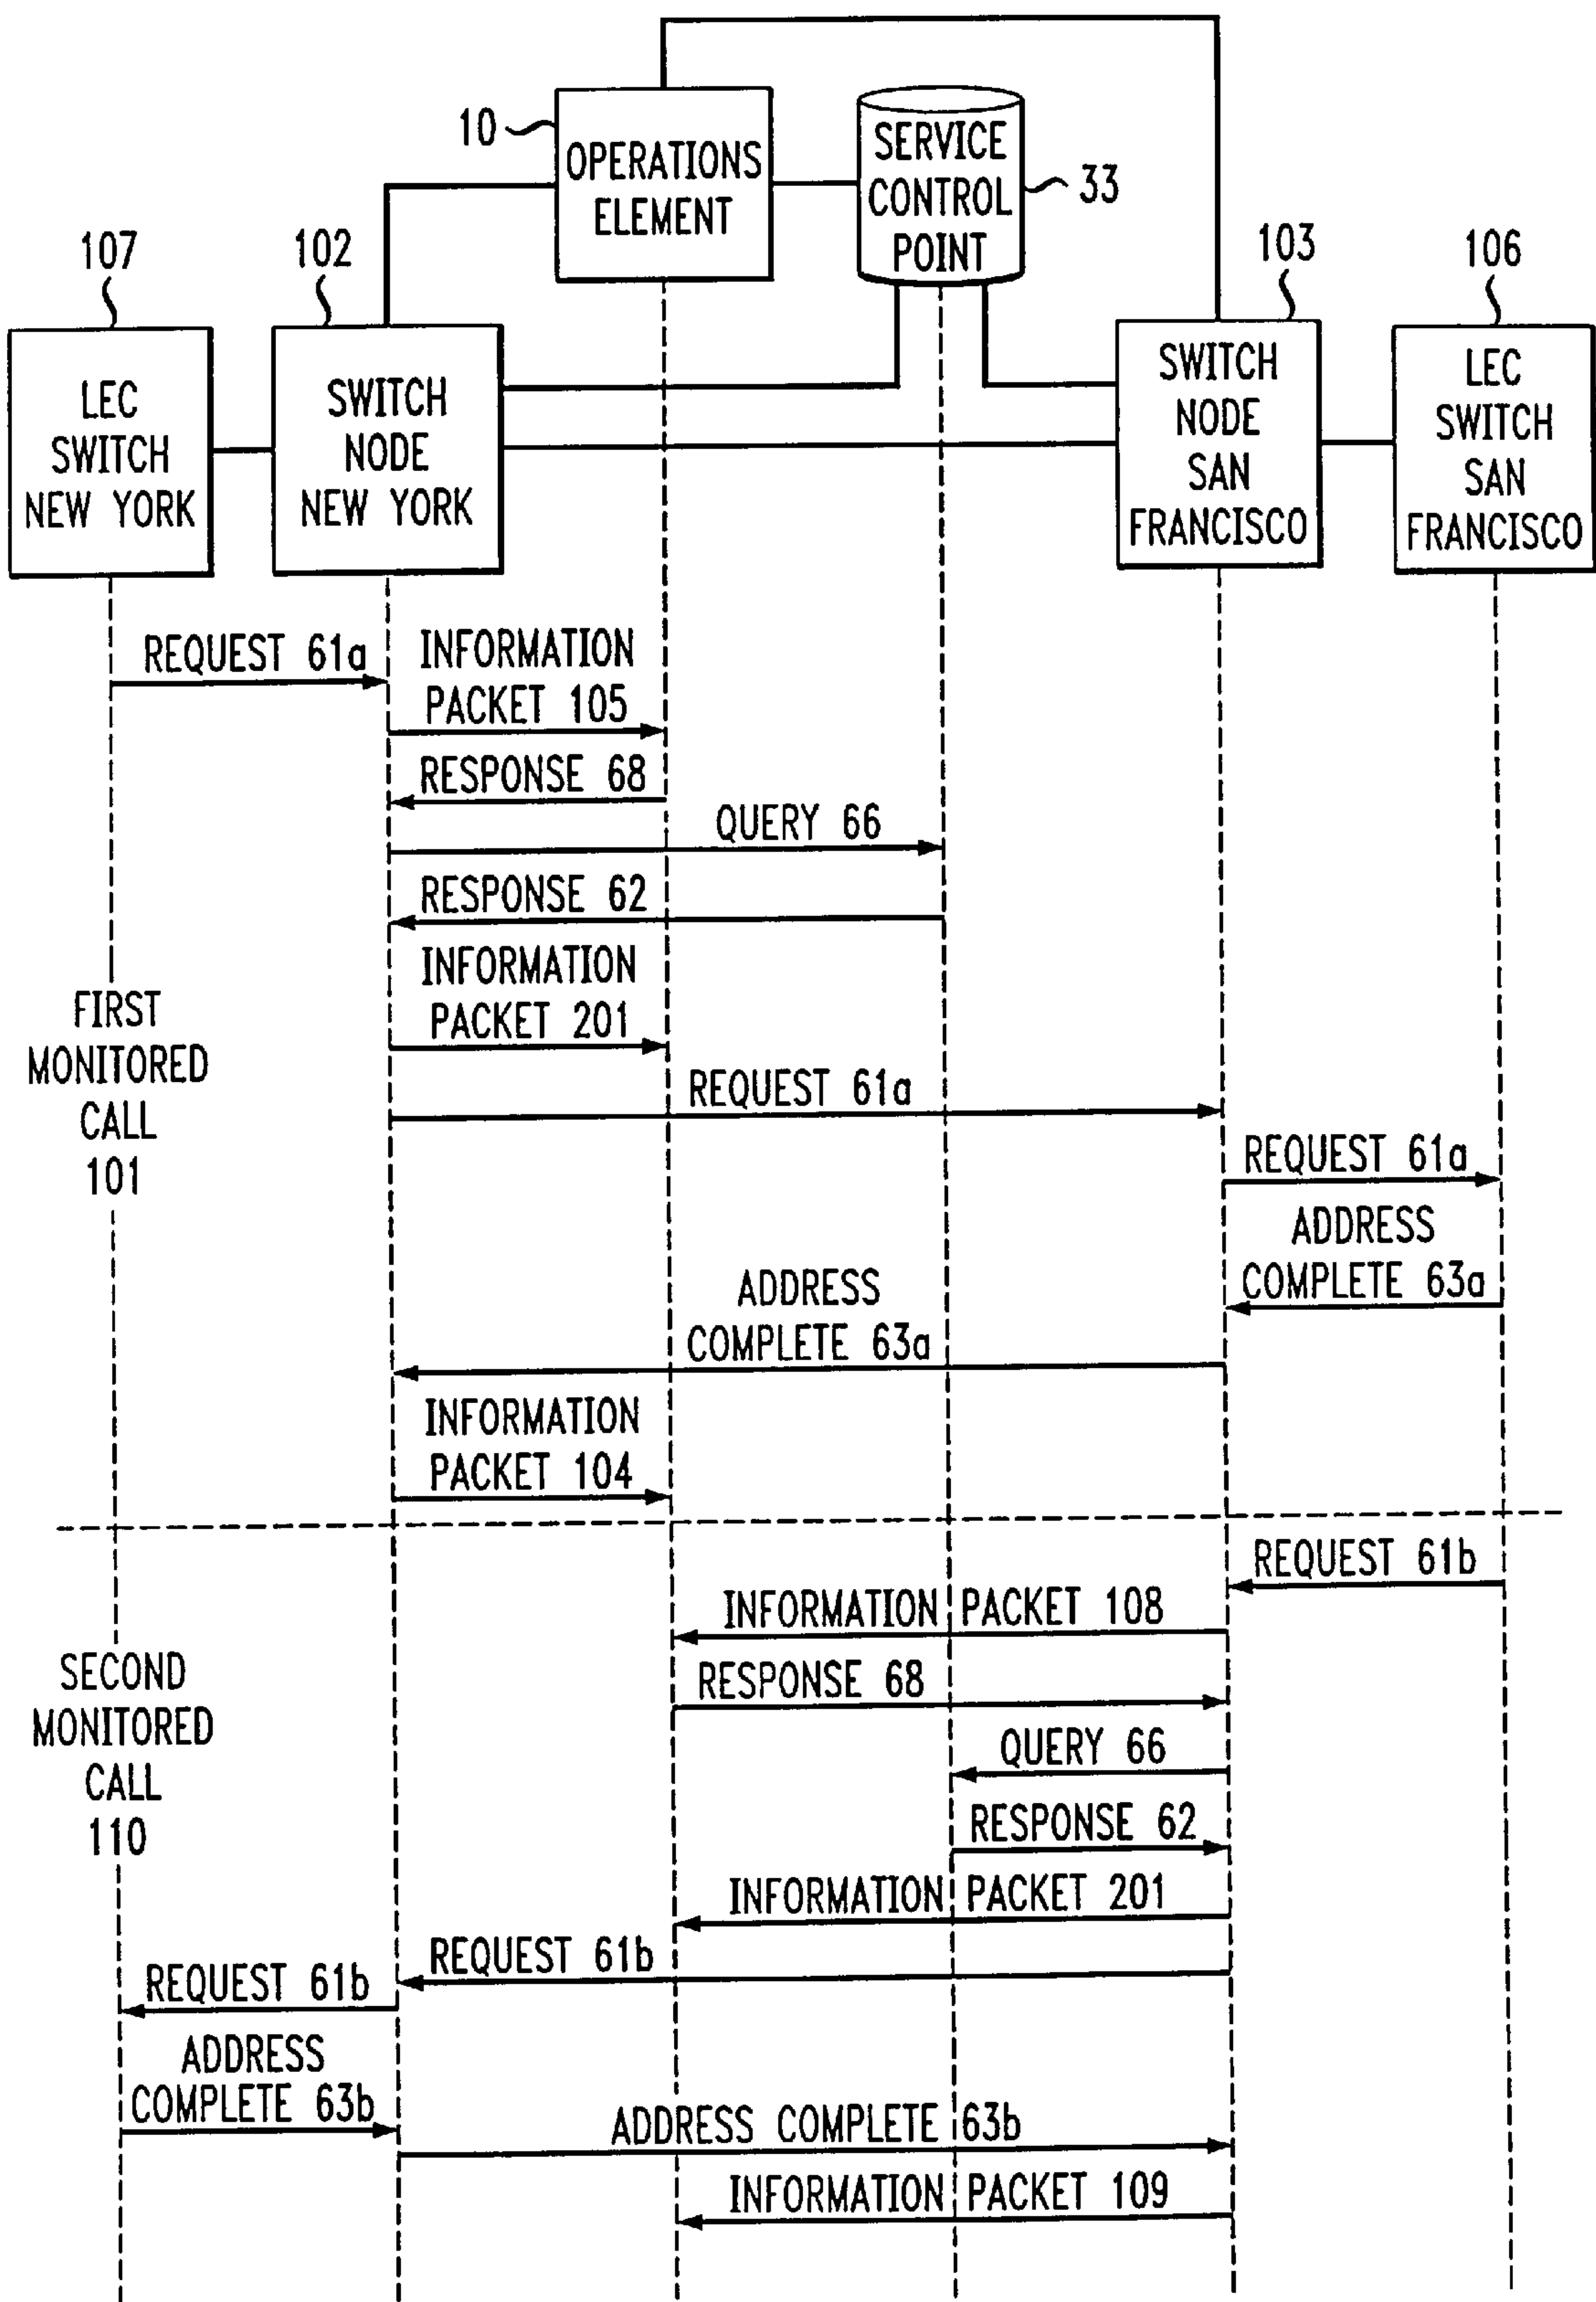 10
OPERATIONS
ELEMENT
SERVICE
CONTROL
POINT
33
107
102
103
106
LEC
SWITCH
NEW YORK
SWITCH
NODE
NEW YORK
SWITCH
NODE
SAN
FRANCISCO
LEC
SWITCH
SAN
FRANCISCO
REQUEST 61a
INFORMATION
PACKET 105
RESPONSE 68
QUERY 66
RESPONSE 62
INFORMATION
PACKET 201
FIRST
MONITORED
CALL
101
REQUEST 61a
REQUEST 61a
ADDRESS
COMPLETE 63a
ADDRESS
COMPLETE 63a
INFORMATION
PACKET 104
REQUEST 61b
INFORMATION PACKET 108
SECOND
MONITORED
CALL
110
RESPONSE 68
QUERY 66
RESPONSE 62
INFORMATION PACKET 201
REQUEST 61b
REQUEST 61b
ADDRESS
COMPLETE 63b
ADDRESS COMPLETE 63b
INFORMATION PACKET 109